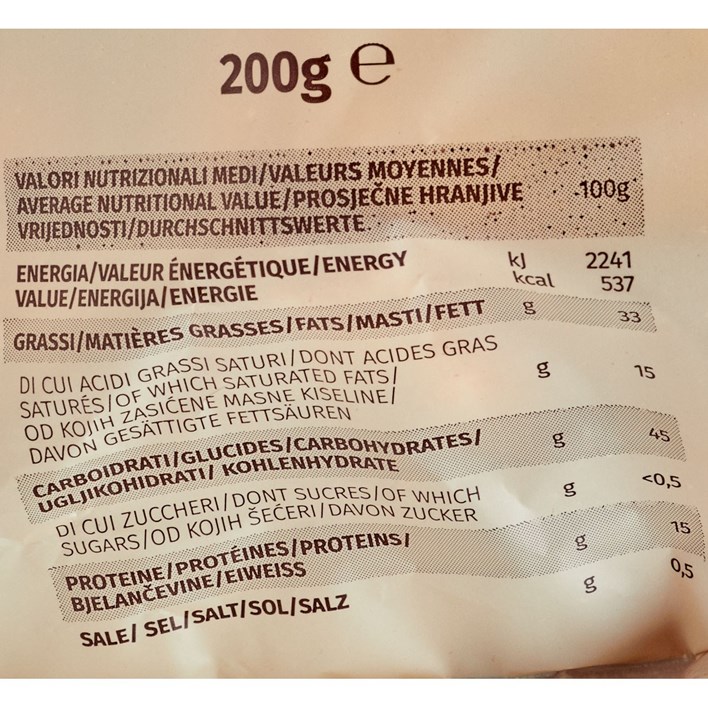 200g e
VALORI NUTRIZIONALI MEDI/VALEURS MOYENNES/
AVERAGE NUTRITIONAL VALUE/PROSJEČNE HRANJIVE
VRIJEDNOSTI/DURCHSCHNITTSWERTE.
100g
ENERGIA/VALEUR ÉNERGÉTIQUE/ENERGY kJ 2241
VALUE/ENERGIJA/ENERGIE kcal 537
GRASSI/MATIÈRES GRASSES/FATS/MASTI/FETT g 33
DI CUI ACIDI GRASSI SATURI/DONT ACIDES GRAS
SATURÉS/OF WHICH SATURATED FATS/ g 15
OD KOJIH ZASIĆENE MASNE KISELINE/
DAVON GESÄTTIGTE FETTSÄUREN
CARBOIDRATI/GLUCIDES/CARBOHYDRATES/ g 45
UGLJIKOHIDRATI/ KOHLENHYDRATE
DI CUI ZUCCHERI/DONT SUCRES/OF WHICH g <0,5
SUGARS/OD KOJIH ŠEĆERI/DAVON ZUCKER
PROTEINE/PROTÉINES/PROTEINS/ g 15
BJELANČEVINE/EIWEISS
SALE/ SEL/SALT/SOL/SALZ g 0,5